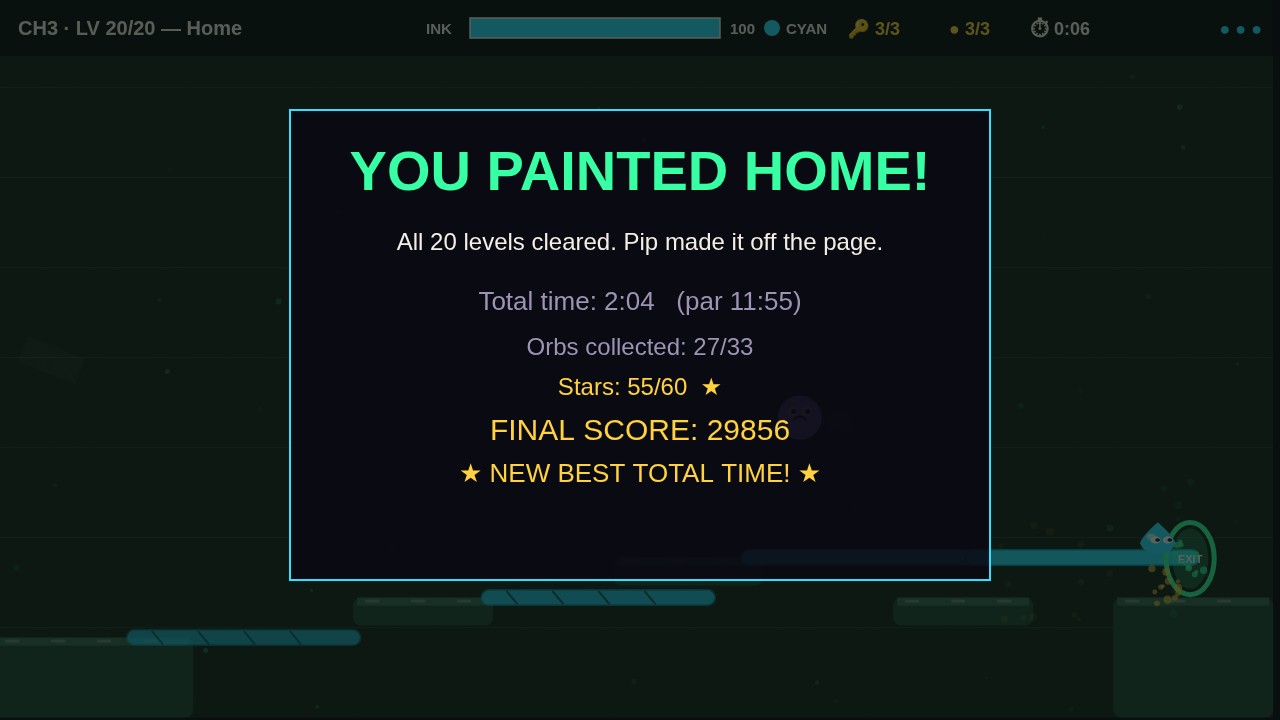 CH3 · LV 20/20 — Home
INK 100 CYAN 🔑 3/3 ● 3/3 ⏱ 0:06
YOU PAINTED HOME!
All 20 levels cleared. Pip made it off the page.
Total time: 2:04 (par 11:55)
Orbs collected: 27/33
Stars: 55/60 ★
FINAL SCORE: 29856
★ NEW BEST TOTAL TIME! ★
EXIT